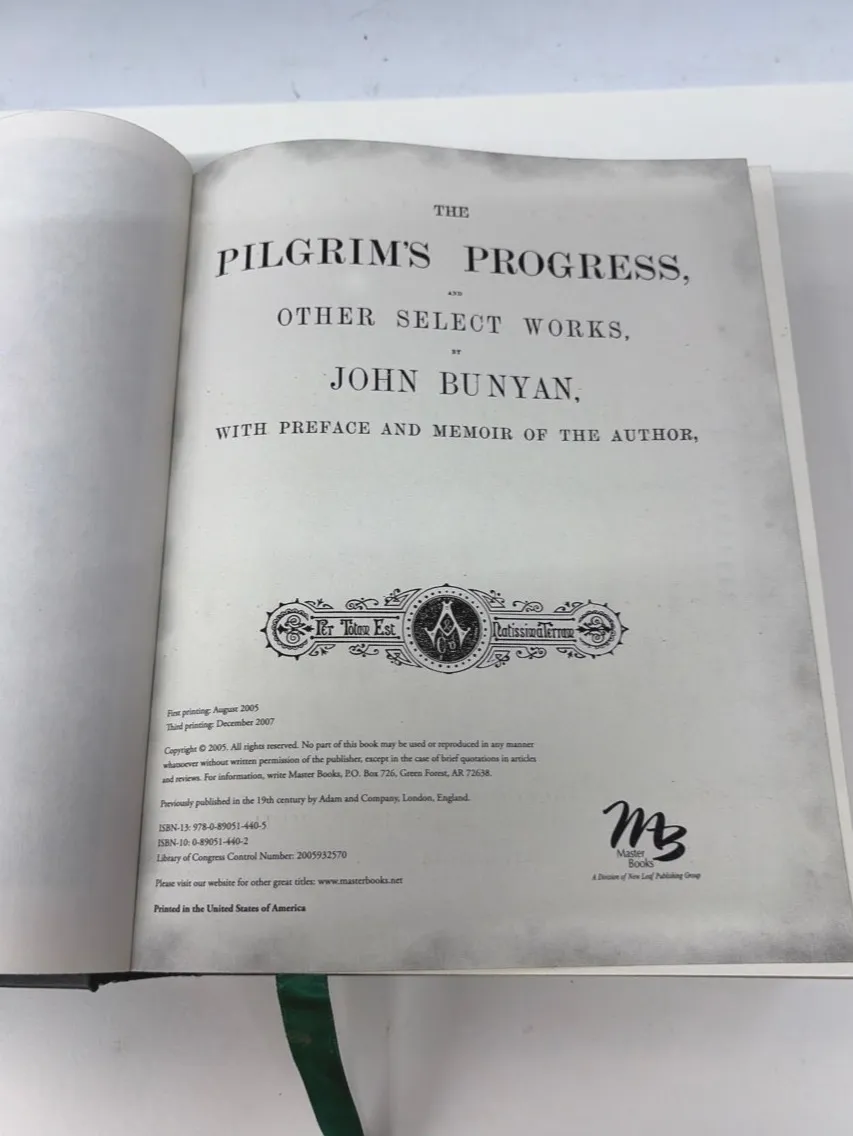 THE
PILGRIM'S PROGRESS,
AND
OTHER SELECT WORKS,
BY
JOHN BUNYAN,
WITH PREFACE AND MEMOIR OF THE AUTHOR,
Per Totam Est Natissima Terram
First printing: August 2005
Third printing: December 2007
Copyright © 2005. All rights reserved. No part of this book may be used or reproduced in any manner
whatsoever without written permission of the publisher, except in the case of brief quotations in articles
and reviews. For information, write Master Books, P.O. Box 726, Green Forest, AR 72638.
Previously published in the 19th century by Adam and Company, London, England.
ISBN-13: 978-0-89051-440-5
ISBN-10: 0-89051-440-2
Library of Congress Control Number: 2005932570
Please visit our website for other great titles: www.masterbooks.net
Printed in the United States of America
MB
Master
Books
A Division of New Leaf Publishing Group